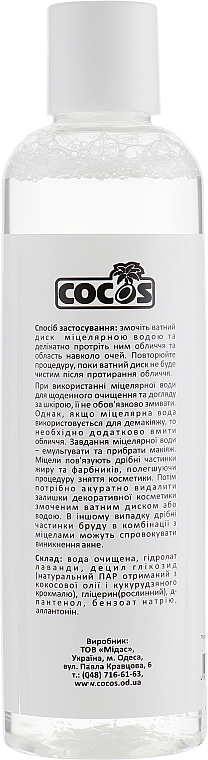 cocos
Спосіб застосування: змочіть ватний
диск міцелярною водою та
делікатно протріть ним обличчя та
область навколо очей. Повторюйте
процедуру, поки ватний диск не буде
чистим після протирання обличчя.
При використанні міцелярної води
для щоденного очищення та догляду
за шкірою, її не обов'язково змивати.
Однак, якщо міцелярна вода
використовується для демакіяжу, то
необхідно додатково вмити
обличчя. Завдання міцелярної води
– емульгувати та прибрати макіяж.
Міцели пов'язують дрібні частинки
жиру та фарбників, полегшуючи
процедуру зняття косметики. Потім
потрібно акуратно видалити
залишки декоративної косметики
змоченим ватним диском або
водою. В іншому випадку дрібні
частинки бруду в комбінації з
міцелами можуть спровокувати
виникнення акне.
Склад: вода очищена, гідролат
лаванди, децил глікозид
(натуральний ПАР отриманий з
кокосової олії і кукурудзяного
крохмалю), гліцерин(рослинний), д-
пантенол, бензоат натрію,
аллантоїн.
Виробник:
ТОВ «Мідас»,
Україна, м. Одеса,
вул. Павла Кравцова, 6
т.: (048) 716-61-63,
www.cocos.od.ua